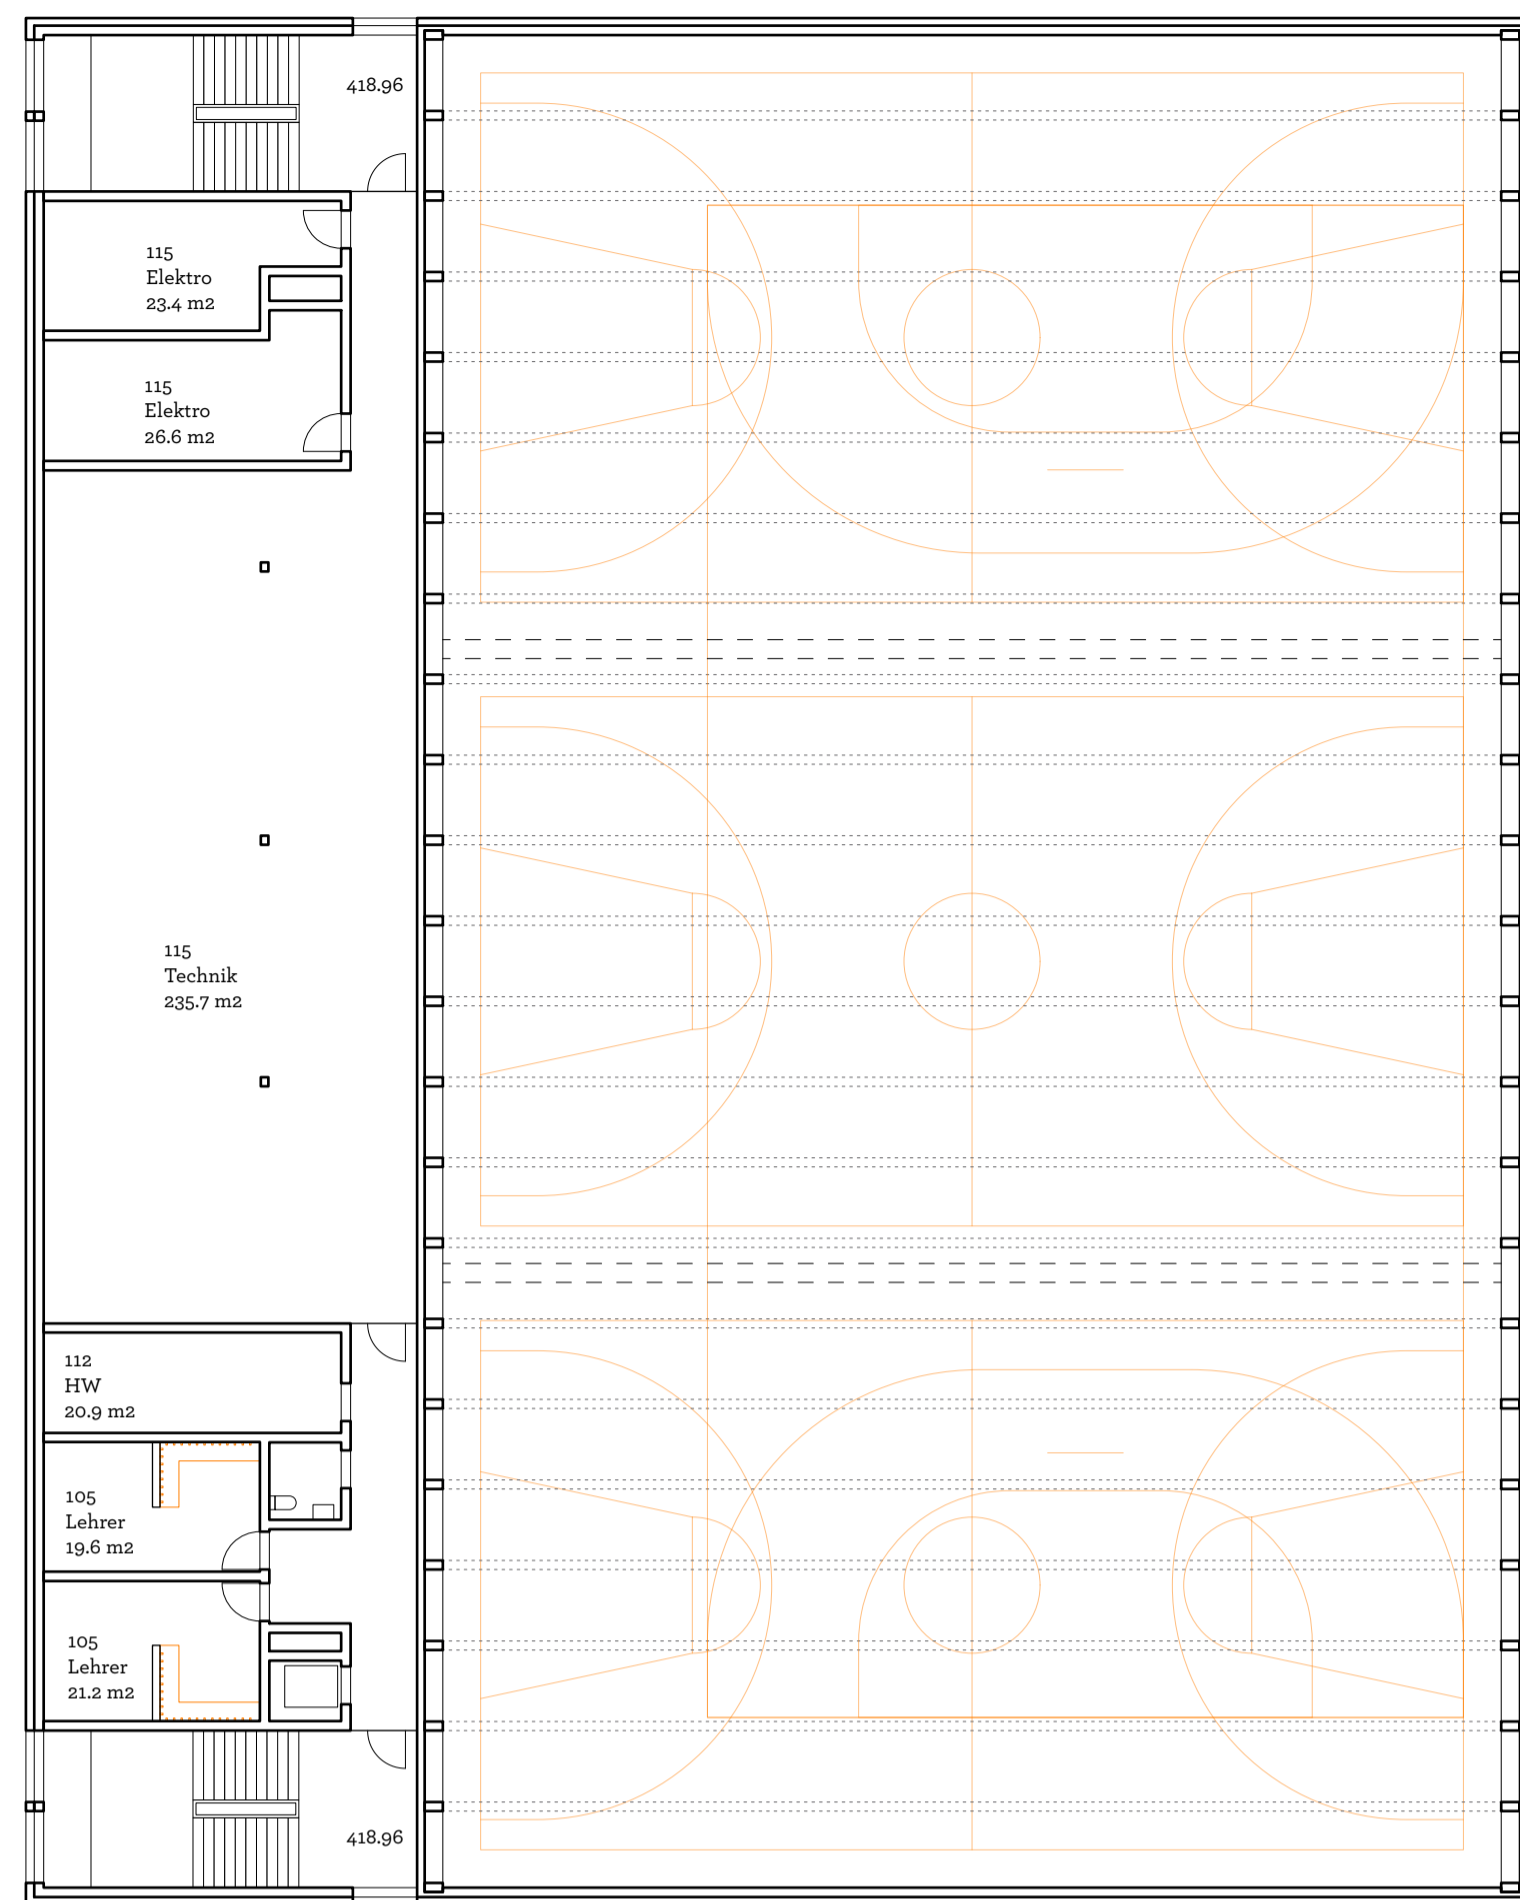 418.96
115
Elektro
23.4 m2
115
Elektro
26.6 m2
115
Technik
235.7 m2
112
HW
20.9 m2
105
Lehrer
19.6 m2
105
Lehrer
21.2 m2
418.96